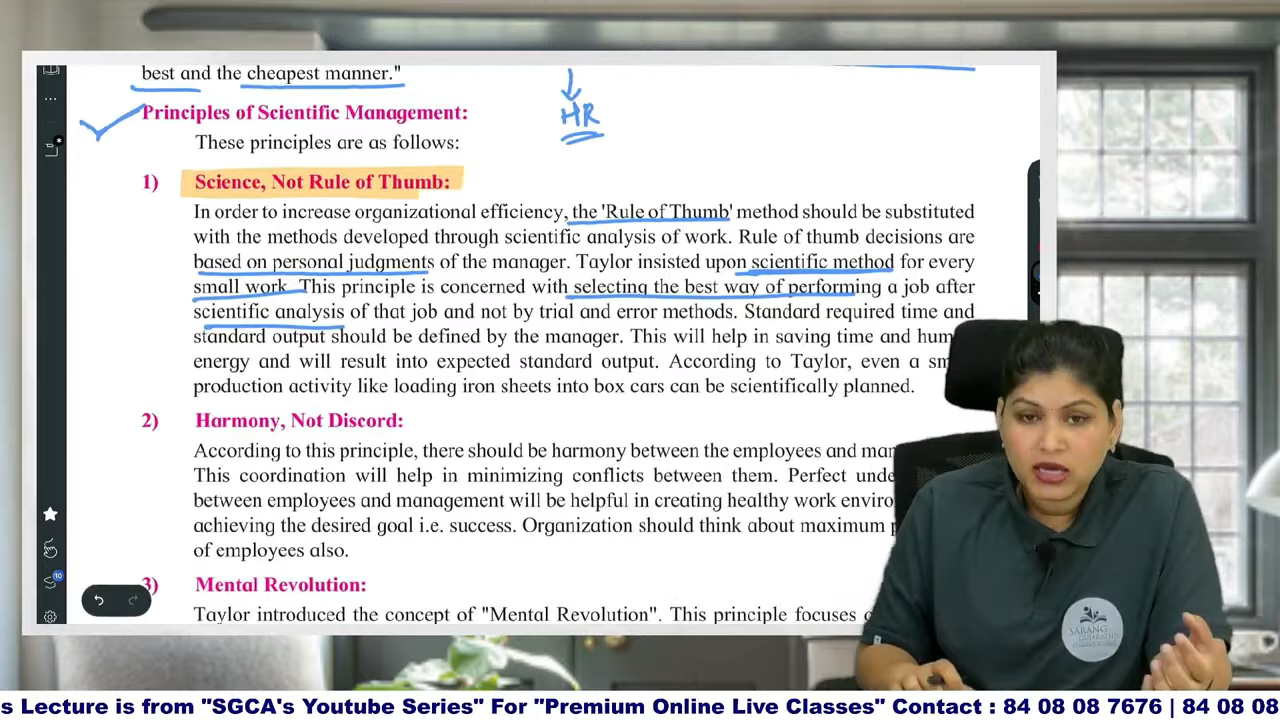 best and the cheapest manner."
HR
Principles of Scientific Management:
These principles are as follows:
1) Science, Not Rule of Thumb:
In order to increase organizational efficiency, the 'Rule of Thumb' method should be substituted
with the methods developed through scientific analysis of work. Rule of thumb decisions are
based on personal judgments of the manager. Taylor insisted upon scientific method for every
small work. This principle is concerned with selecting the best way of performing a job after
scientific analysis of that job and not by trial and error methods. Standard required time and
standard output should be defined by the manager. This will help in saving time and
energy and will result into expected standard output. According to Taylor, even a
production activity like loading iron sheets into box cars can be scientifically planned.
2) Harmony, Not Discord:
According to this principle, there should be harmony between the employees and
This coordination will help in minimizing conflicts between them. Perfect
between employees and management will be helpful in creating healthy work
achieving the desired goal i.e. success. Organization should think about maximum
of employees also.
3) Mental Revolution:
Taylor introduced the concept of "Mental Revolution". This principle focuses
10
SARANG
s Lecture is from "SGCA's Youtube Series" For "Premium Online Live Classes" Contact : 84 08 08 7676 | 84 08 08